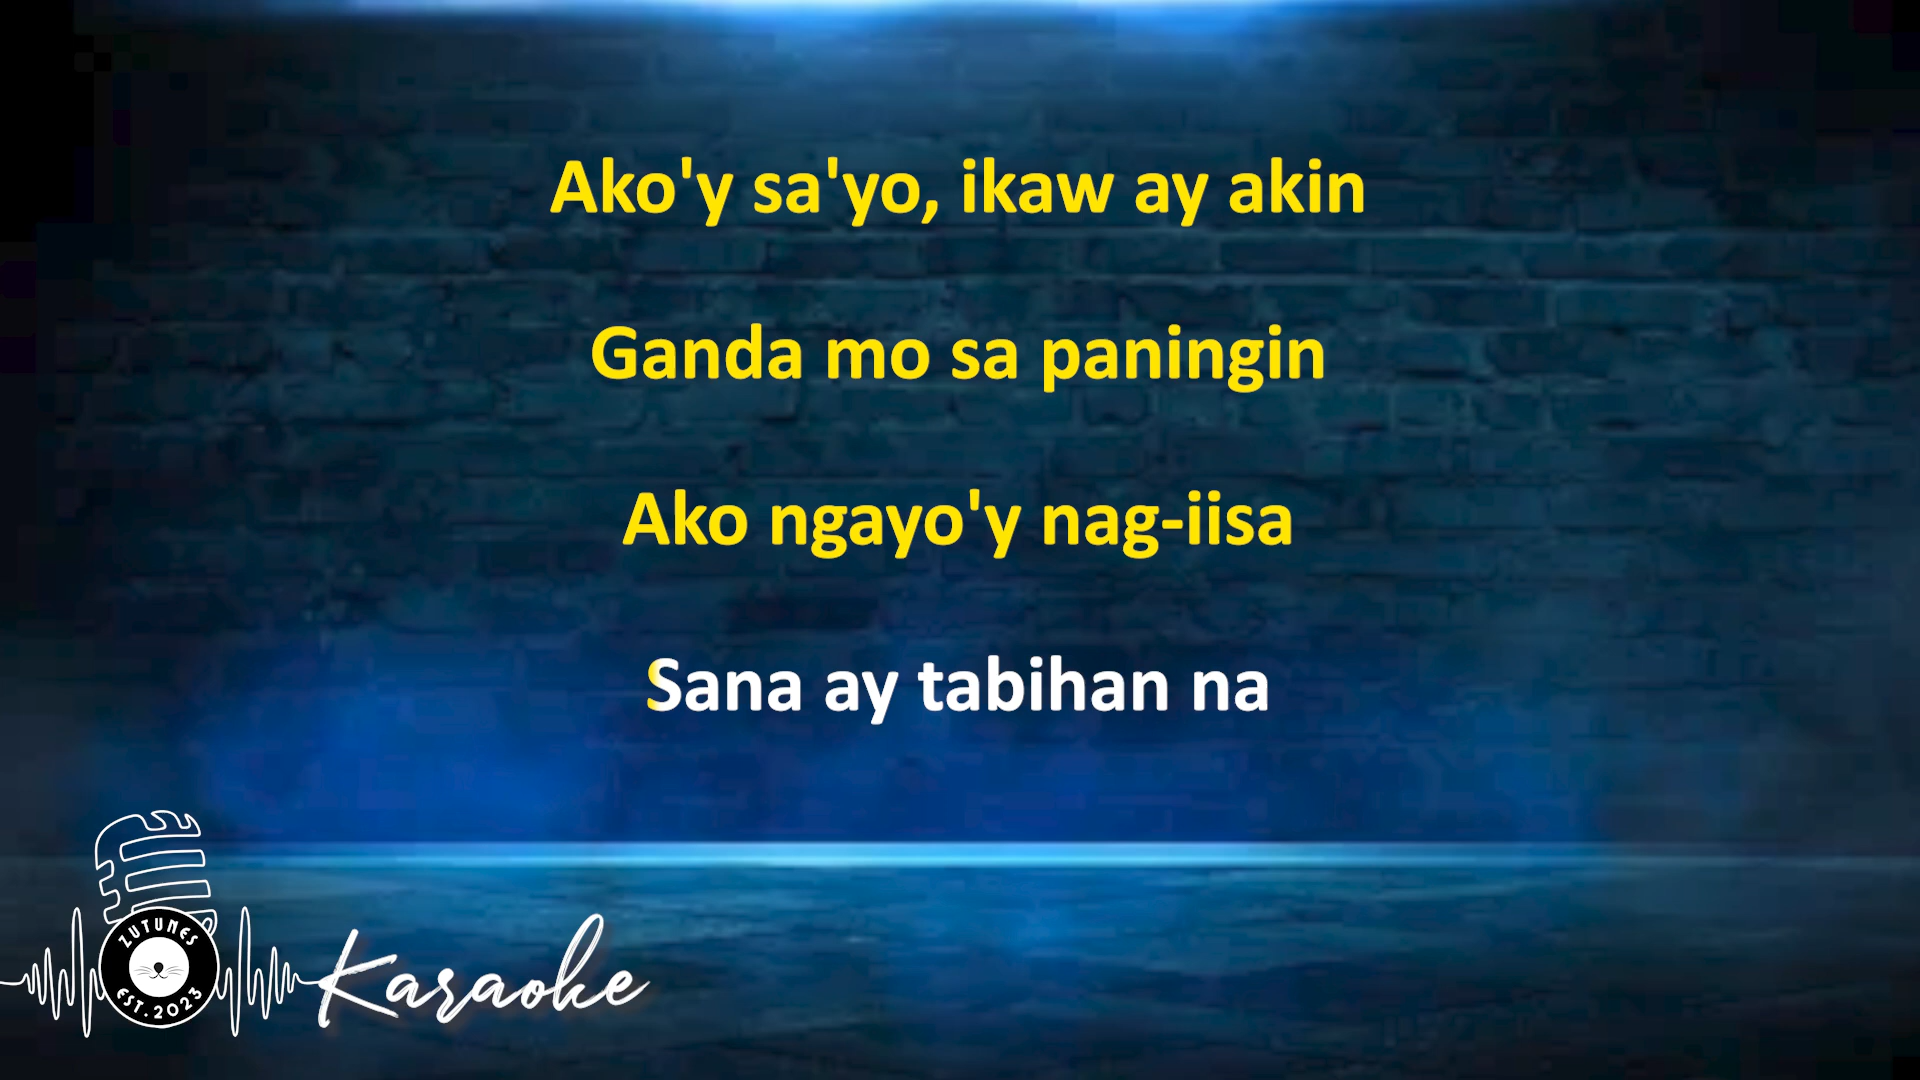 Ako'y sa'yo, ikaw ay akin
Ganda mo sa paningin
Ako ngayo'y nag-iisa
Sana ay tabihan na
ZUTUNES
EST. 2023
Karaoke